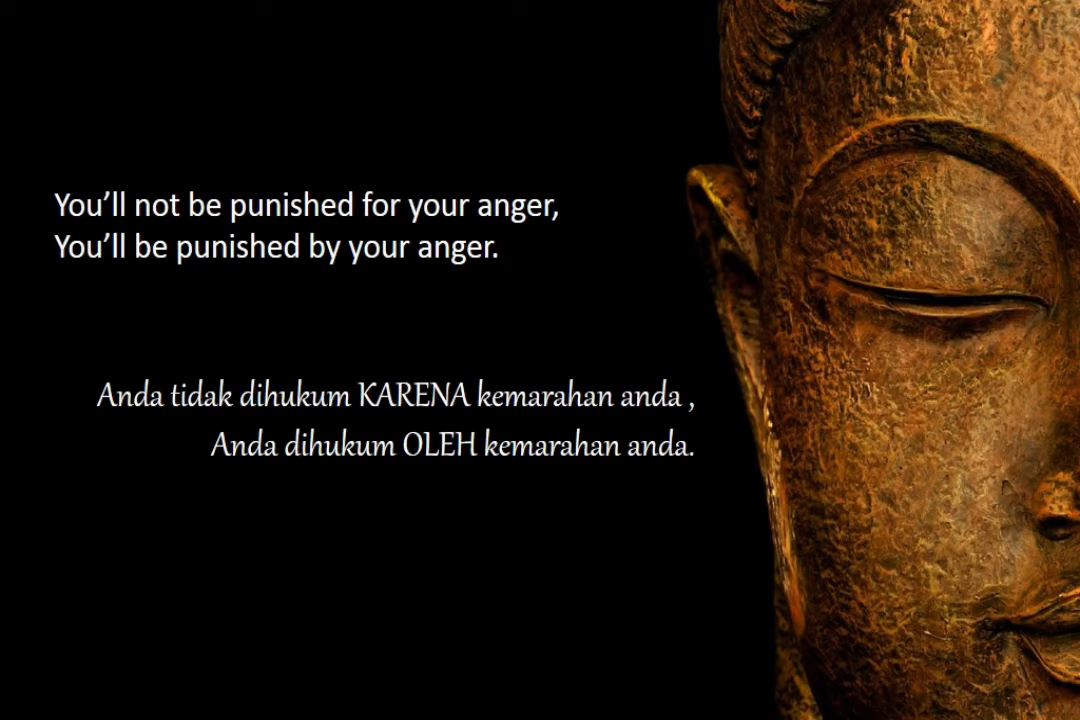 You’ll not be punished for your anger,
You’ll be punished by your anger.
Anda tidak dihukum KARENA kemarahan anda ,
Anda dihukum OLEH kemarahan anda.